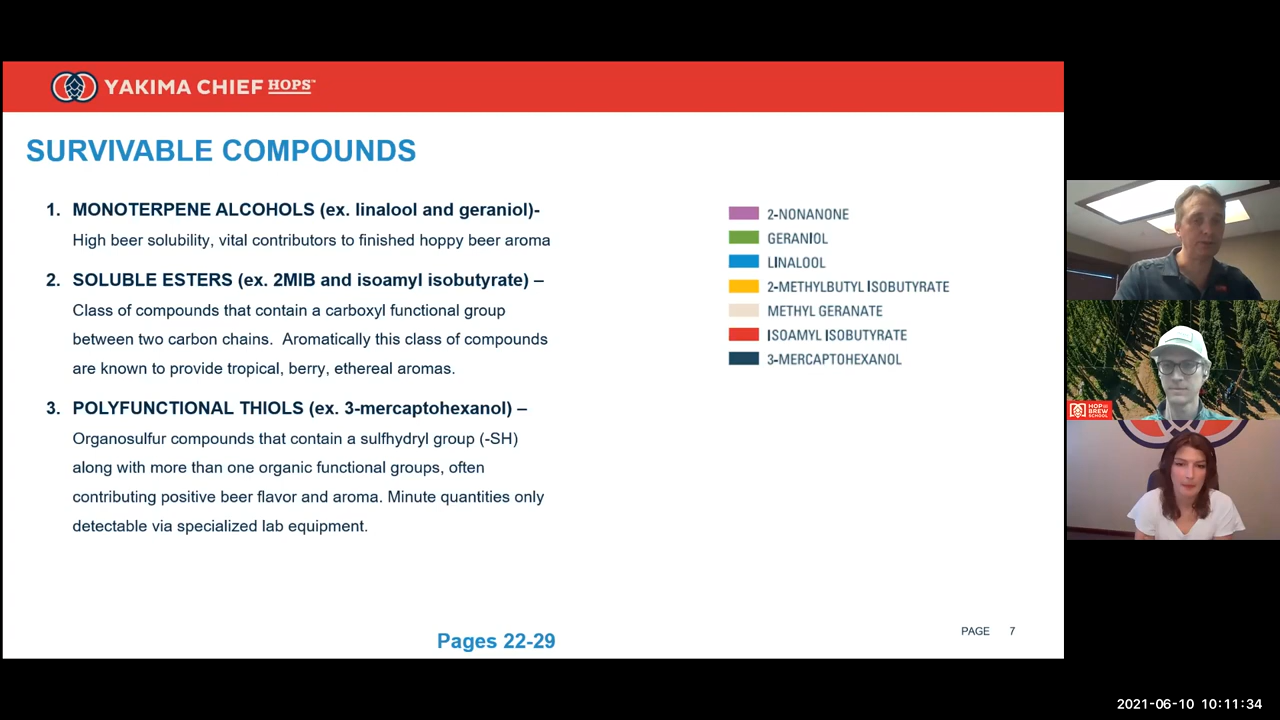 YAKIMA CHIEF HOPS™
SURVIVABLE COMPOUNDS
1. MONOTERPENE ALCOHOLS (ex. linalool and geraniol)-
High beer solubility, vital contributors to finished hoppy beer aroma
2. SOLUBLE ESTERS (ex. 2MIB and isoamyl isobutyrate) –
Class of compounds that contain a carboxyl functional group
between two carbon chains. Aromatically this class of compounds
are known to provide tropical, berry, ethereal aromas.
3. POLYFUNCTIONAL THIOLS (ex. 3-mercaptohexanol) –
Organosulfur compounds that contain a sulfhydryl group (-SH)
along with more than one organic functional groups, often
contributing positive beer flavor and aroma. Minute quantities only
detectable via specialized lab equipment.
2-NONANONE
GERANIOL
LINALOOL
2-METHYLBUTYL ISOBUTYRATE
METHYL GERANATE
ISOAMYL ISOBUTYRATE
3-MERCAPTOHEXANOL
Pages 22-29
PAGE 7
HOP
BREW
SCHOOL
2021-06-10 10:11:34